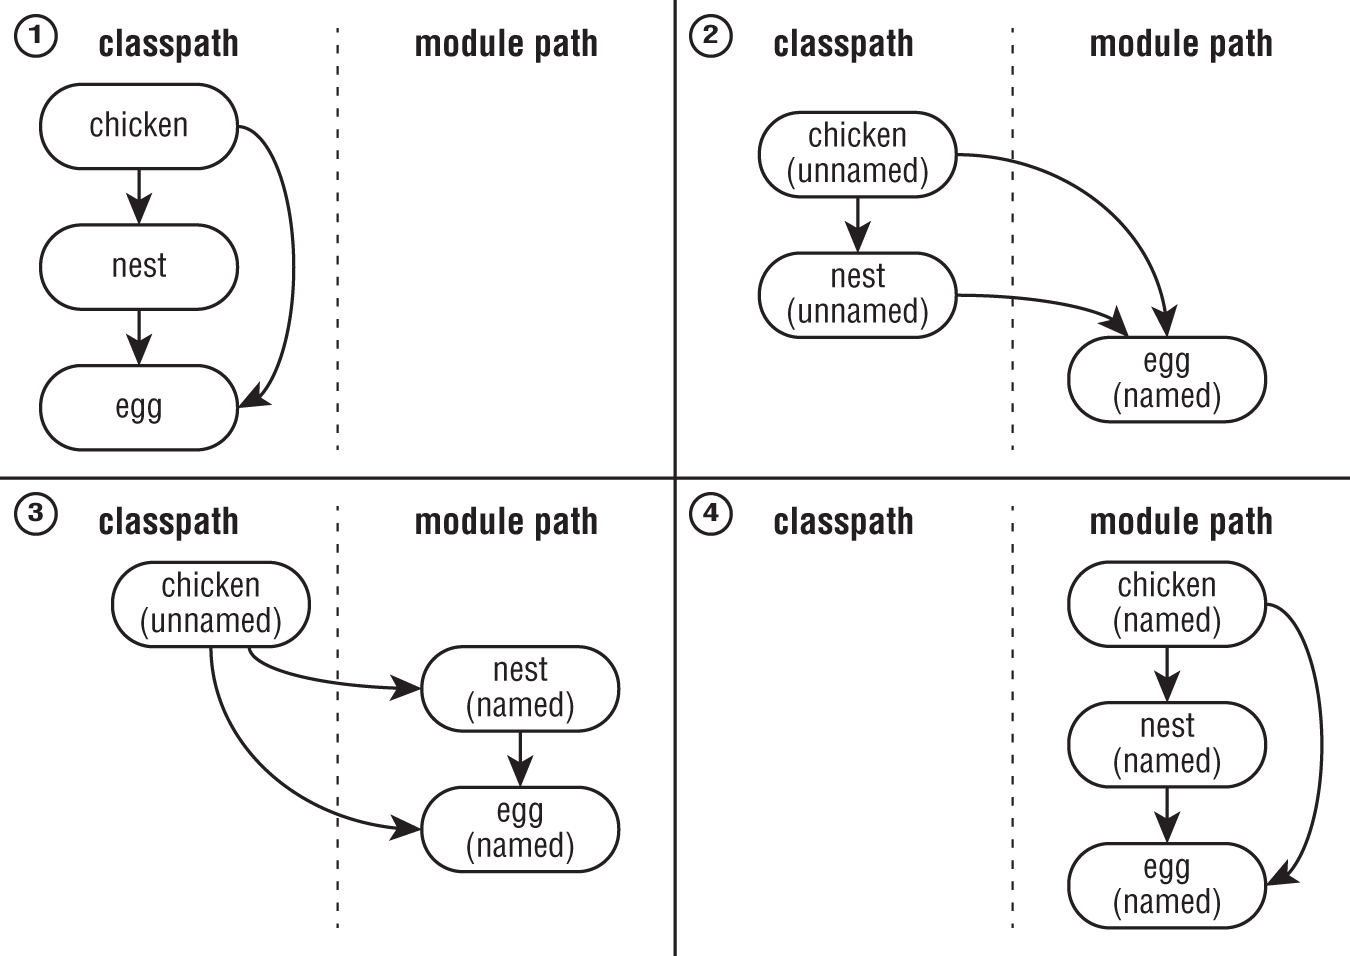 1 classpath module path
chicken
nest
egg
2 classpath module path
chicken
(unnamed)
nest
(unnamed)
egg
(named)
3 classpath module path
chicken
(unnamed)
nest
(named)
egg
(named)
4 classpath module path
chicken
(named)
nest
(named)
egg
(named)